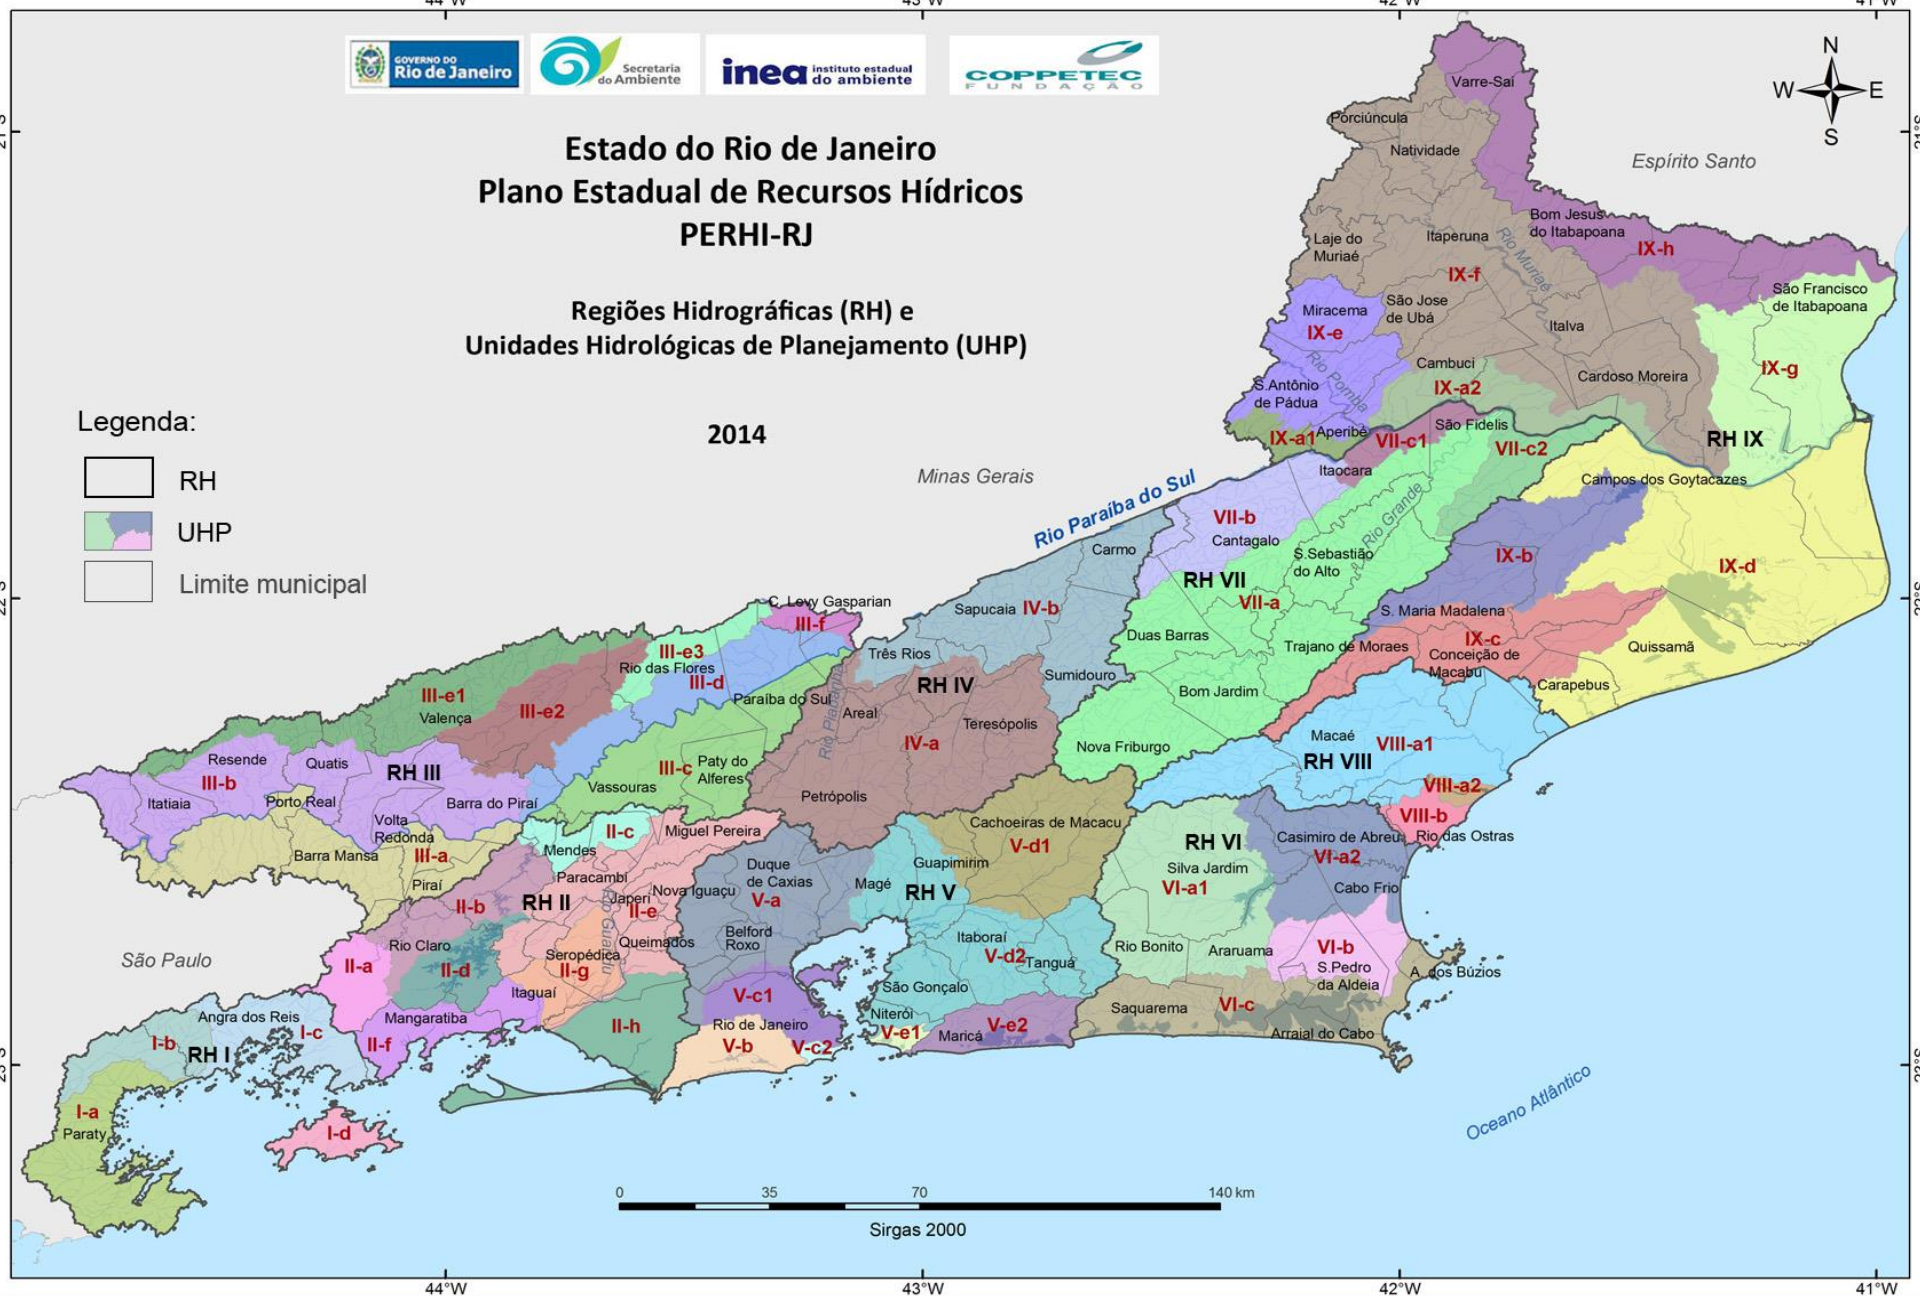 44°W
43°W
42°W
41°W
GOVERNO DO
Rio de Janeiro
Secretaria
do Ambiente
inea instituto estadual
do ambiente
COPPETEC
FUNDAÇÃO
N
W E
S
Estado do Rio de Janeiro
Plano Estadual de Recursos Hídricos
PERHI-RJ
Regiões Hidrográficas (RH) e
Unidades Hidrológicas de Planejamento (UHP)
2014
Legenda:
RH
UHP
Limite municipal
Espírito Santo
Minas Gerais
São Paulo
Oceano Atlântico
Rio Paraíba do Sul
Varre-Sai
Porciúncula
Natividade
Bom Jesus
do Itabapoana
IX-h
Laje do
Muriaé
Itaperuna
Rio Muriaé
IX-f
São Francisco
de Itabapoana
Miracema
IX-e
São Jose
de Ubá
Italva
Rio Pomba
Cambuci
IX-a2
Cardoso Moreira
IX-g
S.Antônio
de Pádua
IX-a1
Aperibé
VII-c1
São Fidelis
VII-c2
RH IX
Itaocara
Campos dos Goytacazes
VII-b
Cantagalo
Rio Grande
Carmo
S.Sebastião
do Alto
IX-b
IX-d
RH VII
VII-a
C. Levy Gasparian
III-f
Sapucaia
IV-b
S. Maria Madalena
Duas Barras
Trajano de Moraes
IX-c
Conceição de
Macabu
Quissamã
III-e3
Rio das Flores
III-d
Três Rios
RH IV
Sumidouro
Bom Jardim
Carapebus
III-e1
Valença
III-e2
Paraíba do Sul
Rio Piabanha
Areal
Teresópolis
IV-a
Nova Friburgo
Macaé
VIII-a1
RH VIII
Resende
III-b
Quatis
RH III
III-c
Paty do
Alferes
Vassouras
VIII-a2
Itatiaia
Porto Real
Barra do Piraí
Petrópolis
VIII-b
Rio das Ostras
Volta
Redonda
II-c
Miguel Pereira
Cachoeiras de Macacu
V-d1
RH VI
Casimiro de Abreu
VI-a2
Barra Mansa
III-a
Mendes
Guapimirim
Silva Jardim
VI-a1
Piraí
Paracambi
Duque
de Caxias
V-a
Magé
RH V
Cabo Frio
II-b
RH II
Japeri
II-e
Nova Iguaçu
Rio Guandu
Rio Claro
II-a
II-d
Seropédica
II-g
Queimados
Belford
Roxo
Itaboraí
V-d2
Tanguá
Rio Bonito
Araruama
VI-b
S.Pedro
da Aldeia
A. dos Búzios
Itaguaí
V-c1
São Gonçalo
Saquarema
VI-c
Angra dos Reis
I-c
Mangaratiba
II-h
Rio de Janeiro
V-b
V-c2
Niterói
V-e1
Maricá
V-e2
Arraial do Cabo
I-b
RH I
II-f
I-a
Paraty
I-d
0 35 70 140 km
Sirgas 2000
44°W
43°W
42°W
41°W